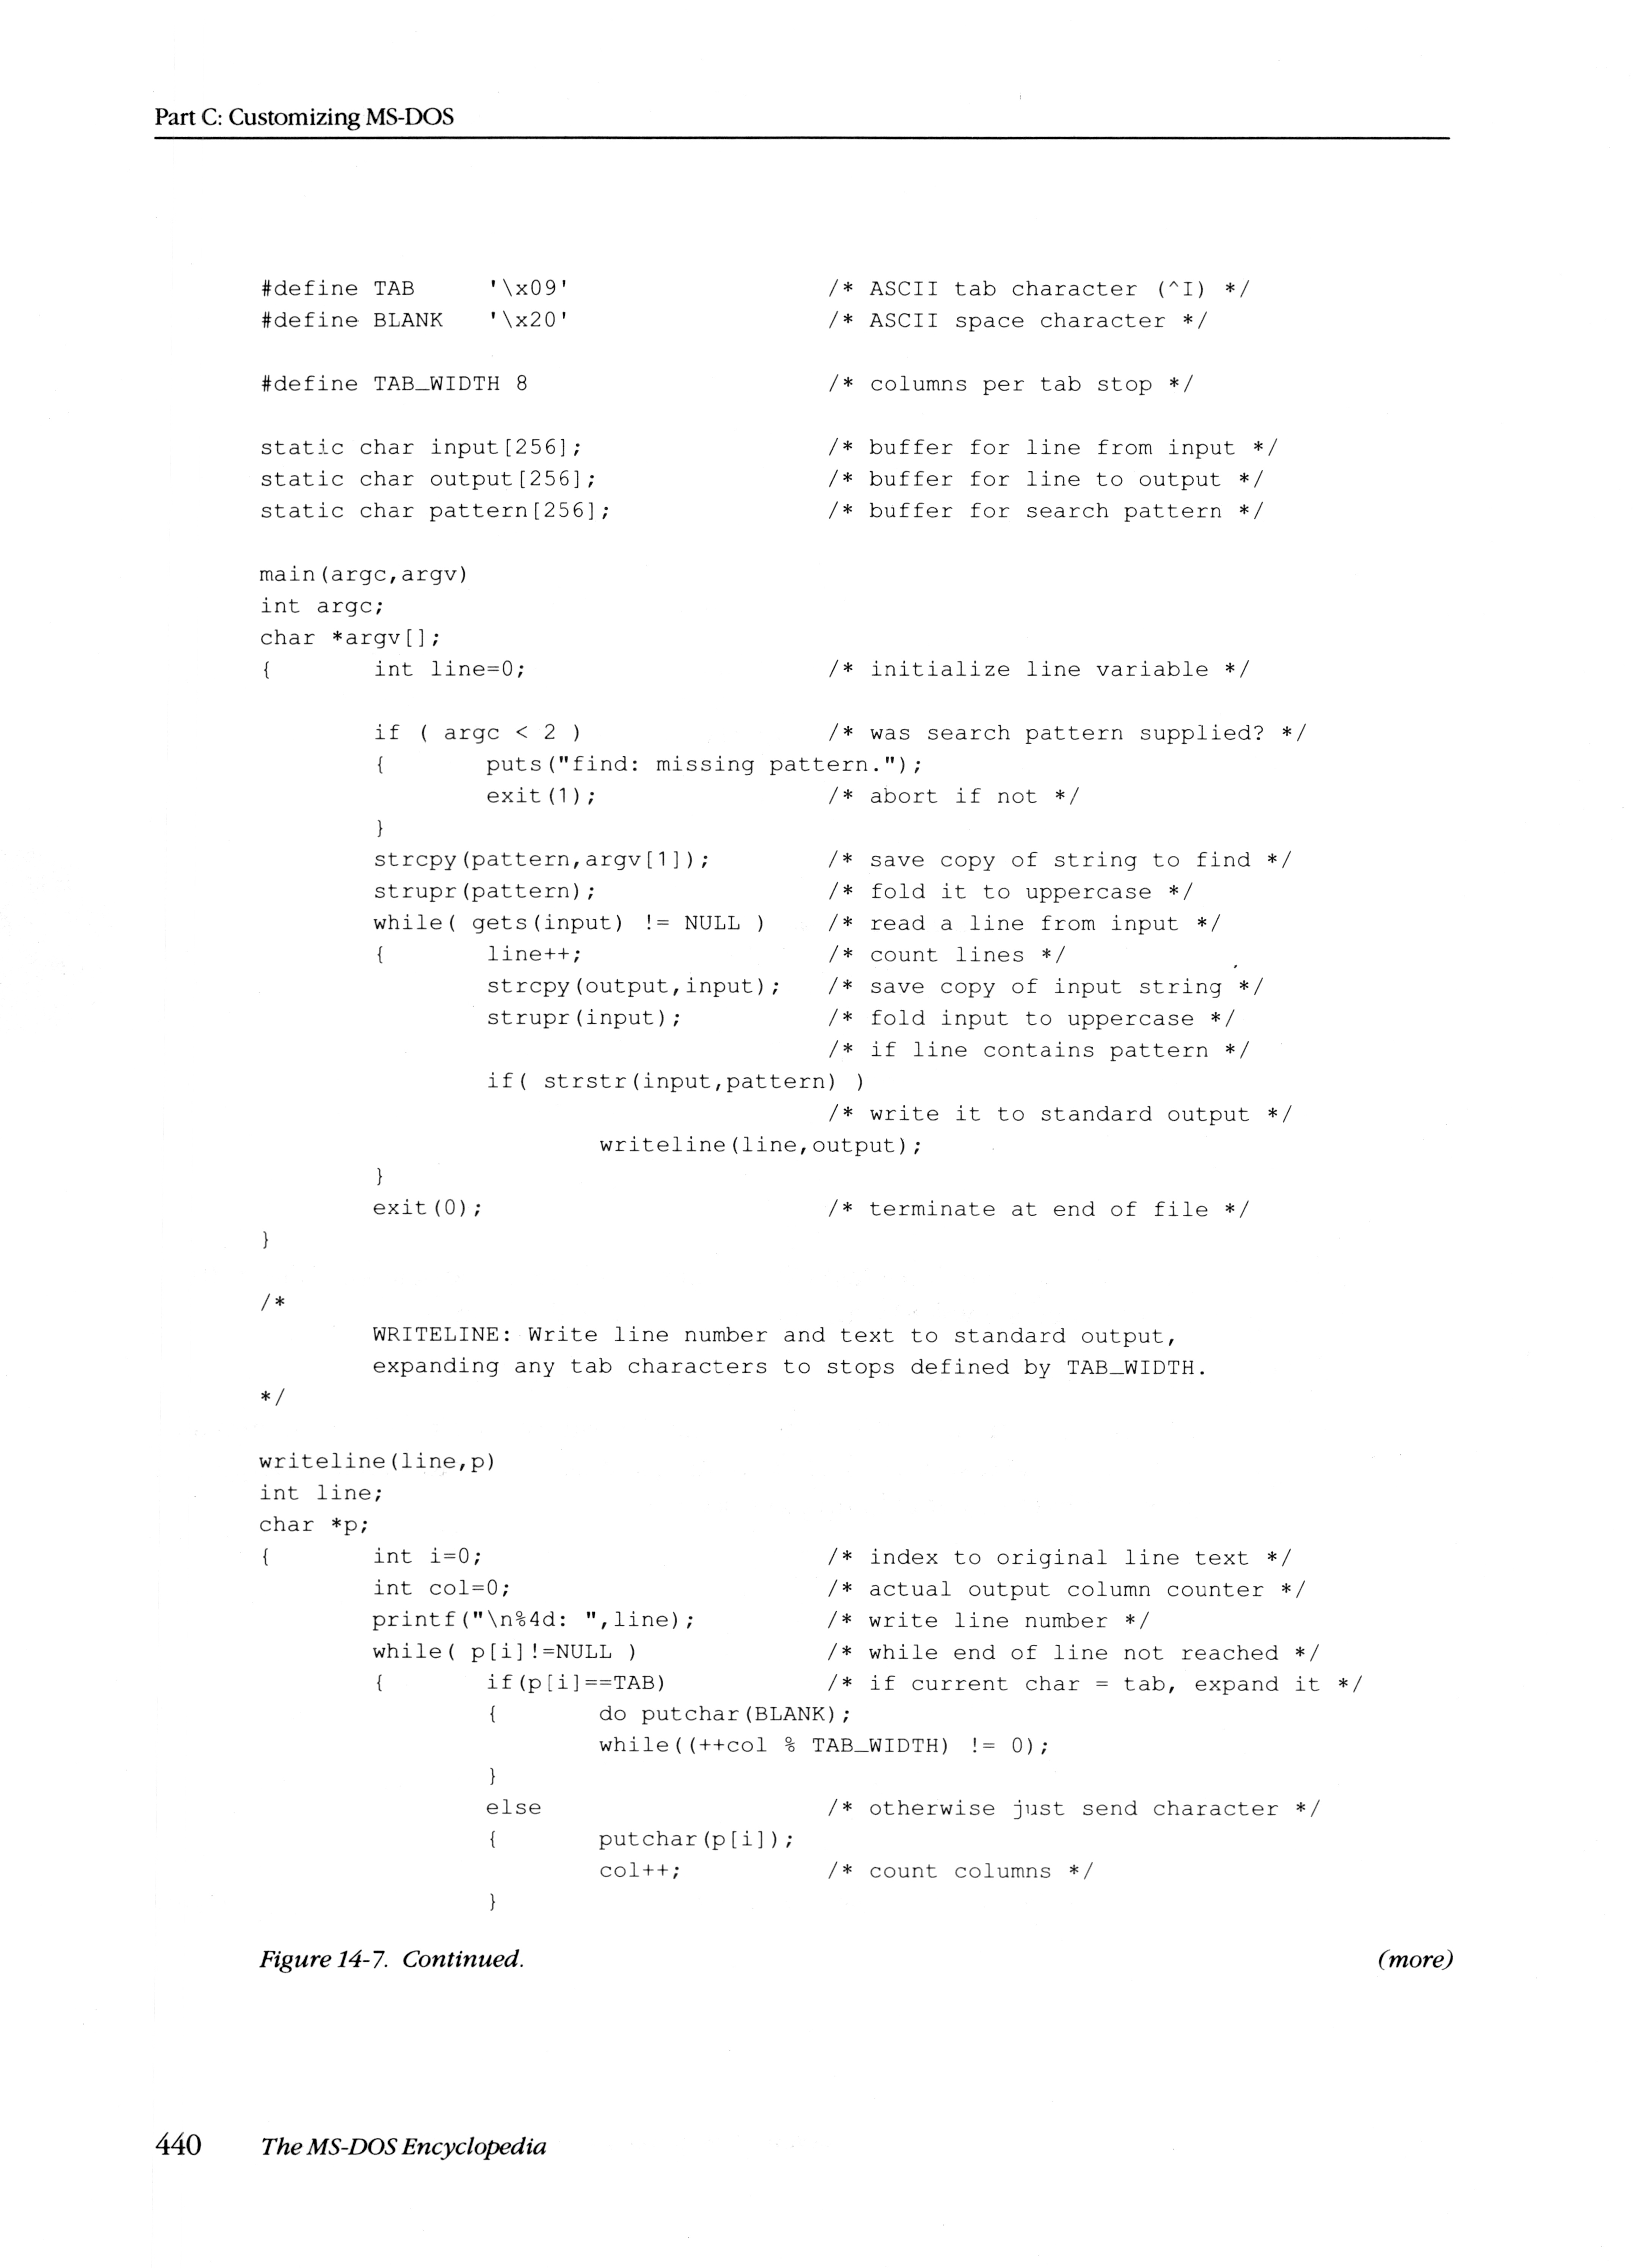 Part C: Customizing MS-DOS
#define TAB     '\x09'                  /* ASCII tab character (^I) */
#define BLANK   '\x20'                  /* ASCII space character */
#define TAB_WIDTH 8                     /* columns per tab stop */
static char input[256];                 /* buffer for line from input */
static char output[256];                /* buffer for line to output */
static char pattern[256];               /* buffer for search pattern */
main(argc,argv)
int argc;
char *argv[];
{       int line=0;                     /* initialize line variable */
        if ( argc < 2 )                 /* was search pattern supplied? */
        {       puts("find: missing pattern.");
                exit(1);                /* abort if not */
        }
        strcpy(pattern,argv[1]);        /* save copy of string to find */
        strupr(pattern);                /* fold it to uppercase */
        while( gets(input) != NULL )    /* read a line from input */
        {       line++;                 /* count lines */
                strcpy(output,input);   /* save copy of input string */
                strupr(input);          /* fold input to uppercase */
                                        /* if line contains pattern */
                if( strstr(input,pattern) )
                                        /* write it to standard output */
                        writeline(line,output);
        }
        exit(0);                        /* terminate at end of file */
}
/*
        WRITELINE: Write line number and text to standard output,
        expanding any tab characters to stops defined by TAB_WIDTH.
*/
writeline(line,p)
int line;
char *p;
{       int i=0;                        /* index to original line text */
        int col=0;                      /* actual output column counter */
        printf("\n%4d: ",line);         /* write line number */
        while( p[i]!=NULL )             /* while end of line not reached */
        {       if(p[i]==TAB)           /* if current char = tab, expand it */
                {       do putchar(BLANK);
                        while((++col % TAB_WIDTH) != 0);
                }
                else                    /* otherwise just send character */
                {       putchar(p[i]);
                        col++;          /* count columns */
                }
Figure 14-7. Continued. (more)
440 The MS-DOS Encyclopedia